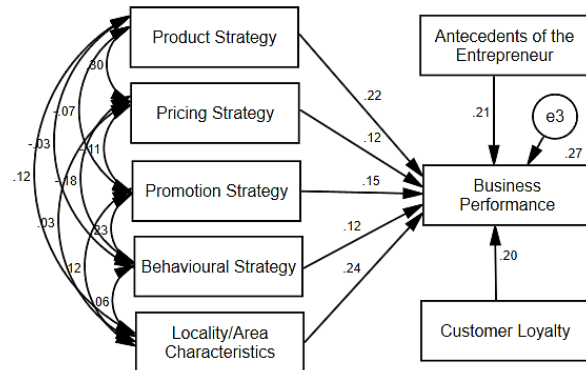 Product Strategy
Antecedents of the
Entrepreneur
.30
.22
-.07
Pricing Strategy
.21
e3
.27
-.03
.12
.11
.12
.18
Promotion Strategy
.15
Business
Performance
.03
.23
Behavioural Strategy
.12
.24
.12
.20
.06
Locality/Area
Characteristics
Customer Loyalty